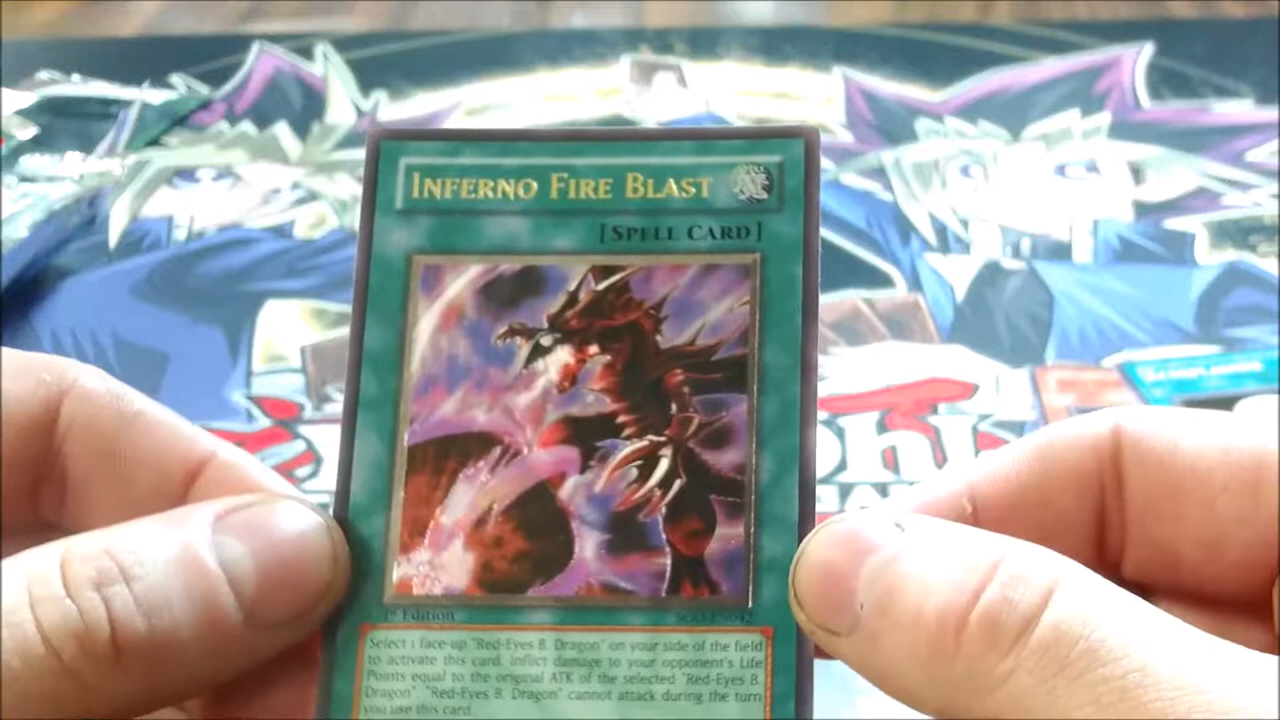 INFERNO FIRE BLAST
[SPELL CARD]
1st Edition
Select 1 face-up "Red-Eyes B. Dragon" on your side of the field
to activate this card. Inflict damage to your opponent's Life
Points equal to the original ATK of the selected "Red-Eyes B.
Dragon". "Red-Eyes B. Dragon" cannot attack during the turn
you use this card.